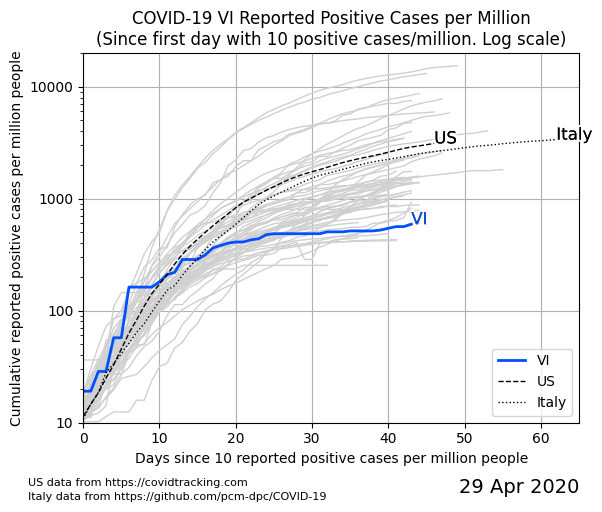 COVID-19 VI Reported Positive Cases per Million
(Since first day with 10 positive cases/million. Log scale)
Cumulative reported positive cases per million people
10000
1000
100
10
US
Italy
VI
VI
US
Italy
0 10 20 30 40 50 60
Days since 10 reported positive cases per million people
US data from https://covidtracking.com
Italy data from https://github.com/pcm-dpc/COVID-19
29 Apr 2020